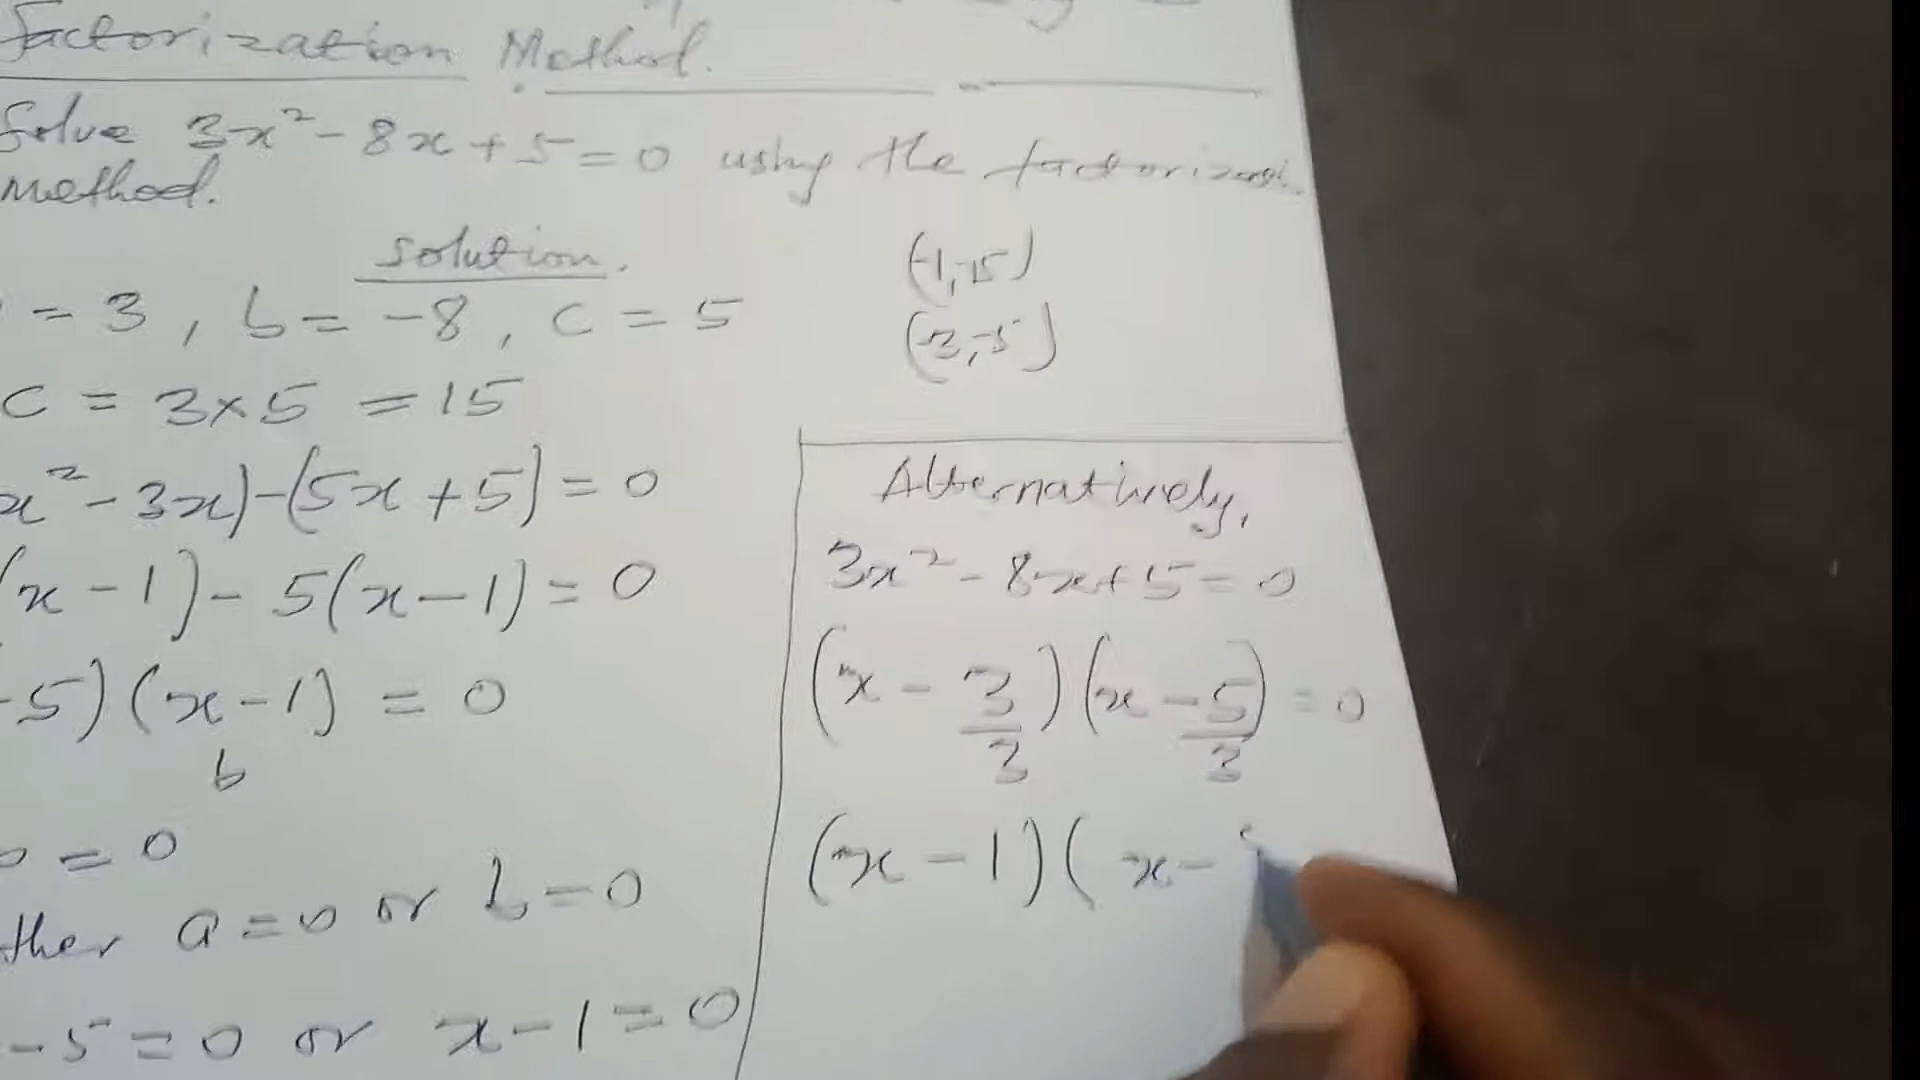 Factorization Method.
Solve 3x² - 8x + 5 = 0 using the
method.
solution.
= 3, b = -8, c = 5
c = 3×5 = 15
x² - 3x) - (5x + 5) = 0
(x - 1) - 5(x - 1) = 0
-5) (x - 1) = 0
b
= 0
ther a = 0 or b = 0
- 5 = 0 or x - 1 = 0
(-1,-15)
(-3,-5)
Alternatively,
3x² - 8x + 5 = 0
(x - 3/3) (x - 5/3) = 0
(x - 1) ( x -